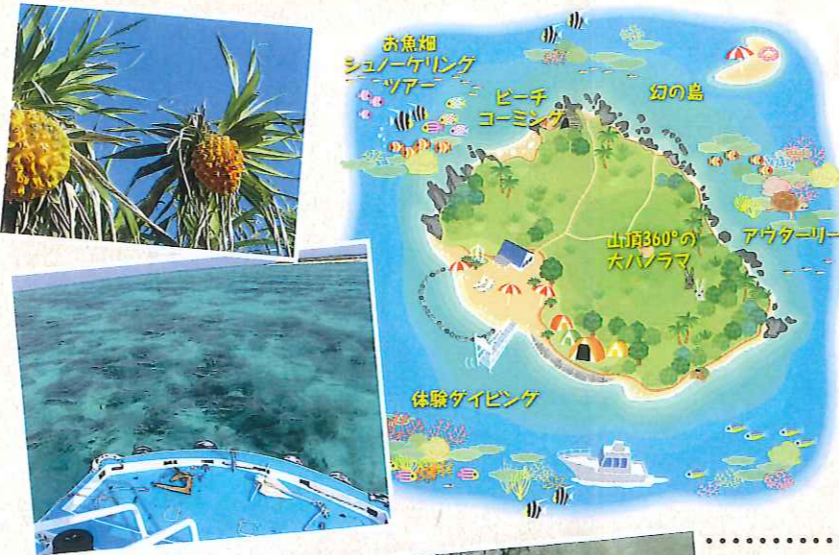 お魚畑
シュノーケリング
ツアー
ビーチ
コーミング
幻の島
山頂360°の
大パノラマ
アウターリー
体験ダイビング